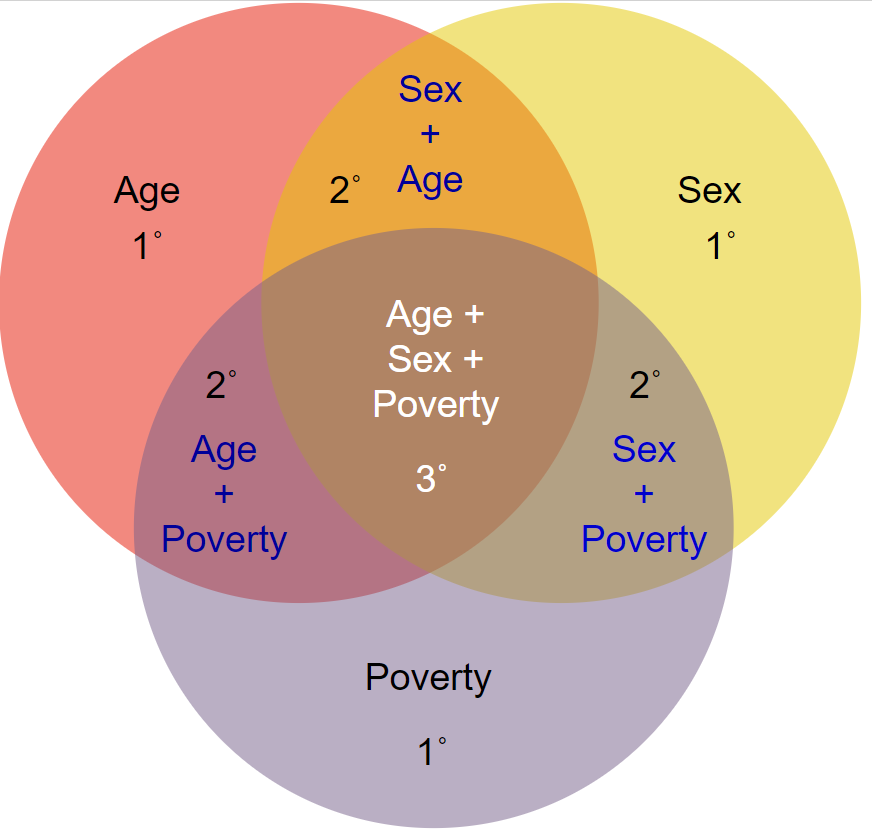 Sex
+
Age
2°
Age
1°
Sex
1°
Age +
Sex +
Poverty
3°
2°
Age
+
Poverty
2°
Sex
+
Poverty
Poverty
1°